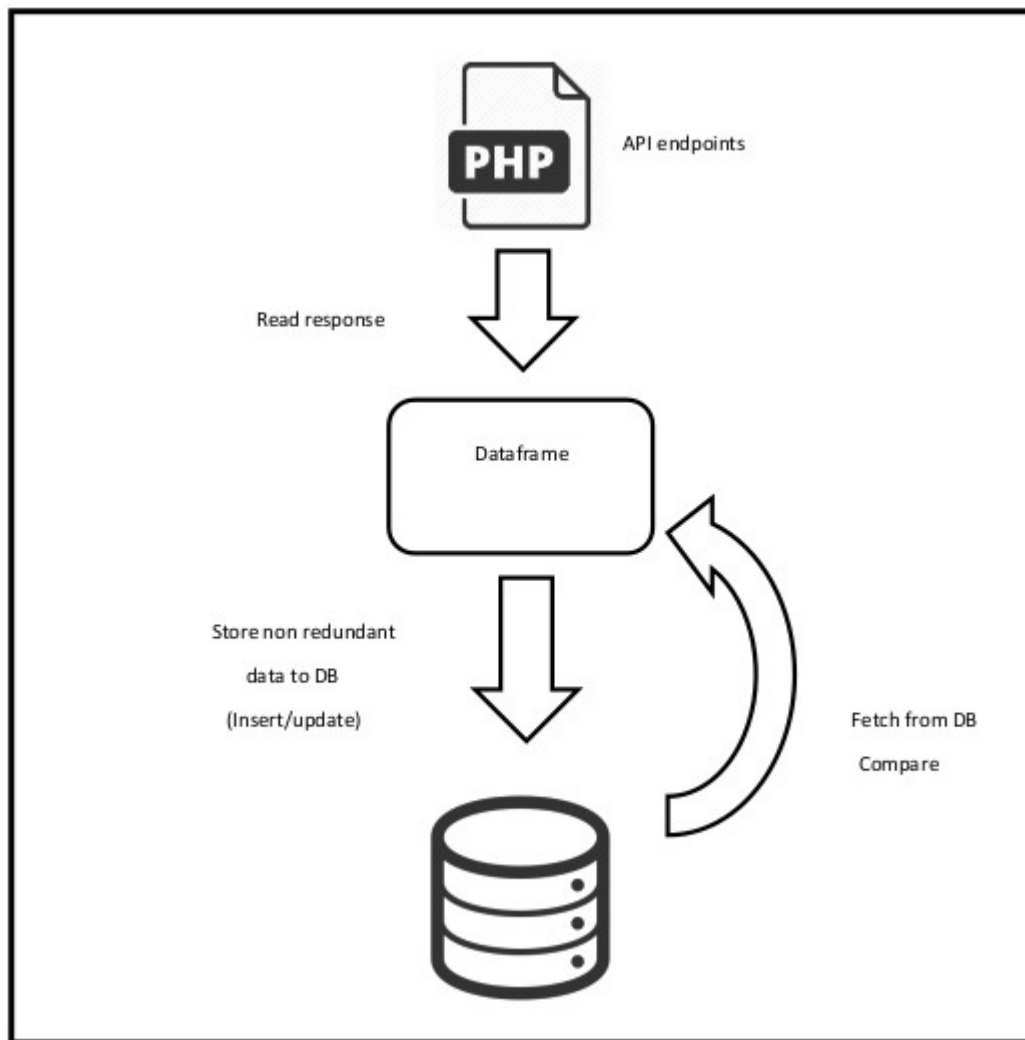 PHP
API endpoints
Read response
Dataframe
Store non redundant
data to DB
(Insert/update)
Fetch from DB
Compare